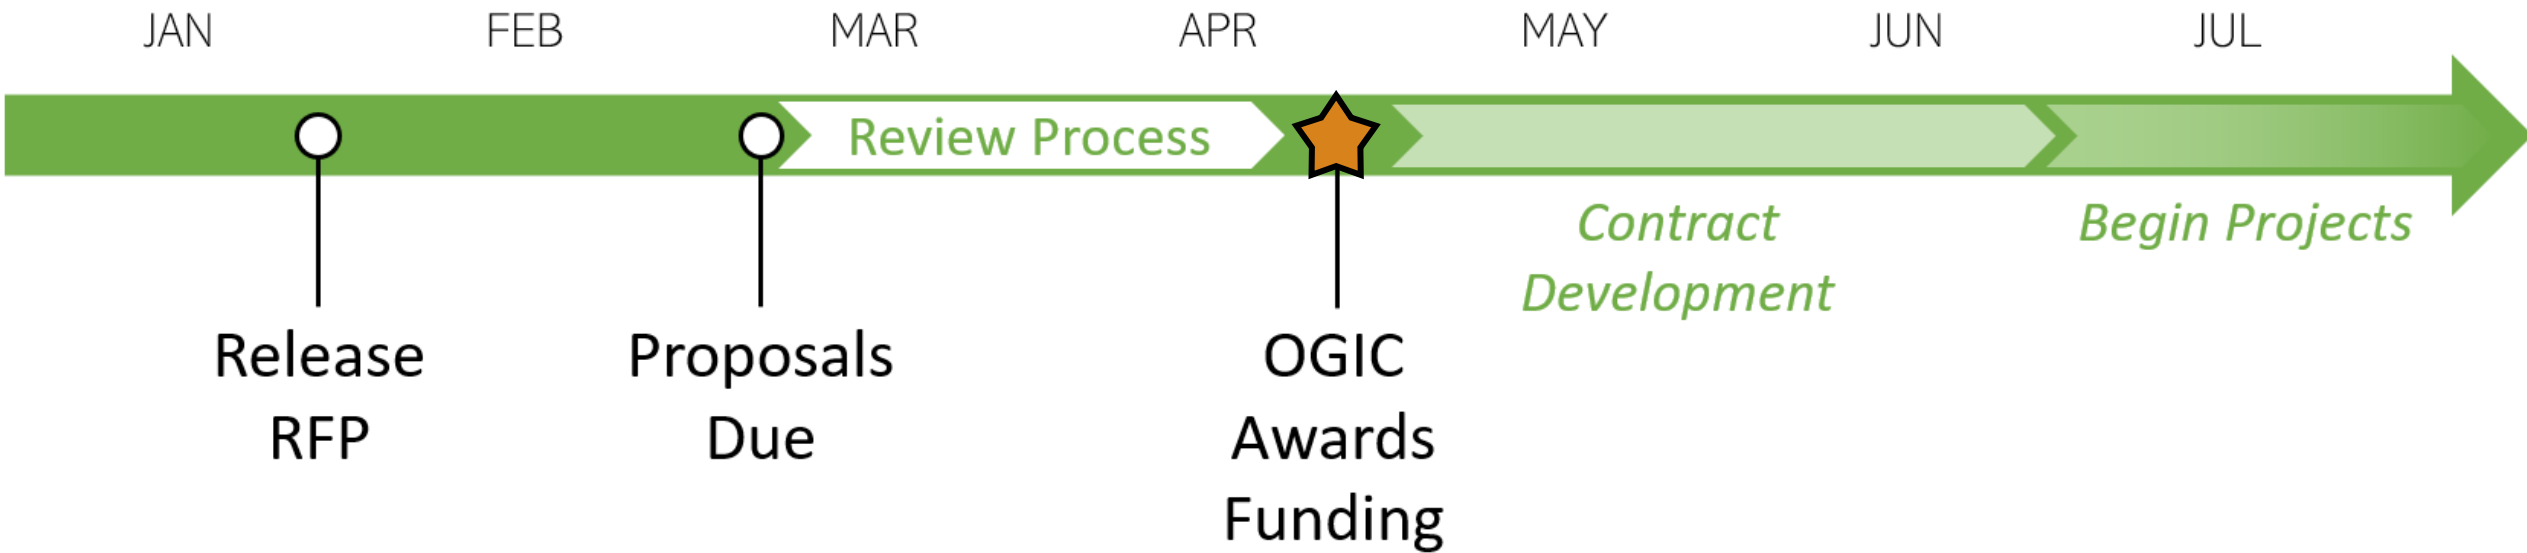 JAN FEB MAR APR MAY JUN JUL
Review Process
Contract
Development
Begin Projects
Release
RFP
Proposals
Due
OGIC
Awards
Funding